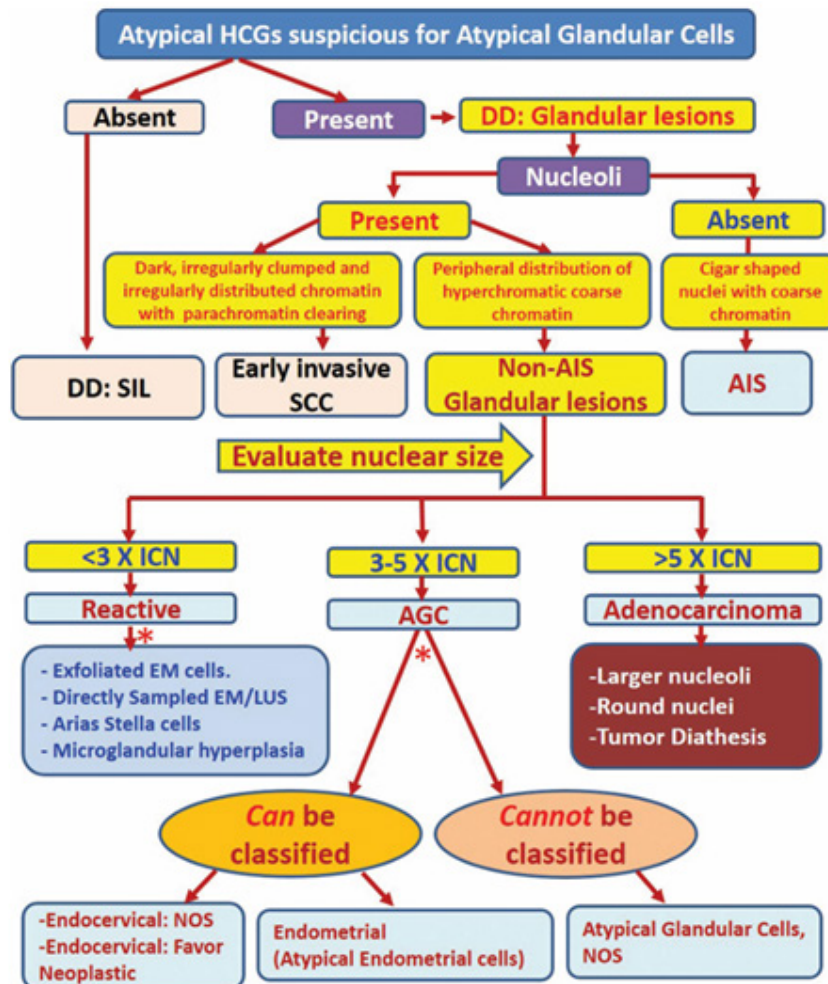 Atypical HCGs suspicious for Atypical Glandular Cells
Absent
Present
DD: Glandular lesions
Nucleoli
Present
Absent
Dark, irregularly clumped and
irregularly distributed chromatin
with parachromatin clearing
Peripheral distribution of
hyperchromatic coarse
chromatin
Cigar shaped
nuclei with coarse
chromatin
DD: SIL
Early invasive
SCC
Non-AIS
Glandular lesions
AIS
Evaluate nuclear size
<3 X ICN
3-5 X ICN
>5 X ICN
Reactive
AGC
Adenocarcinoma
*
*
- Exfoliated EM cells.
- Directly Sampled EM/LUS
- Arias Stella cells
- Microglandular hyperplasia
-Larger nucleoli
-Round nuclei
-Tumor Diathesis
Can be
classified
Cannot be
classified
-Endocervical: NOS
-Endocervical: Favor
Neoplastic
Endometrial
(Atypical Endometrial cells)
Atypical Glandular Cells,
NOS